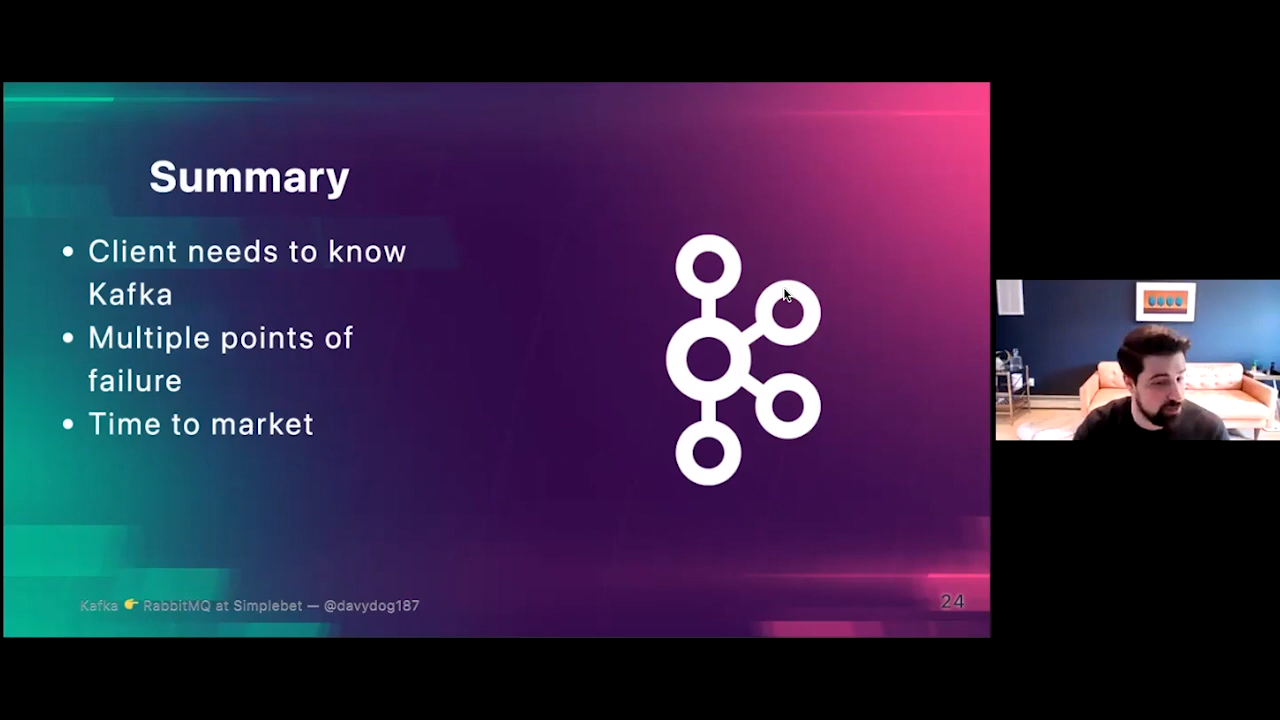 Summary
• Client needs to know
Kafka
• Multiple points of
failure
• Time to market
Kafka 👉 RabbitMQ at Simplebet — @davydog187
24